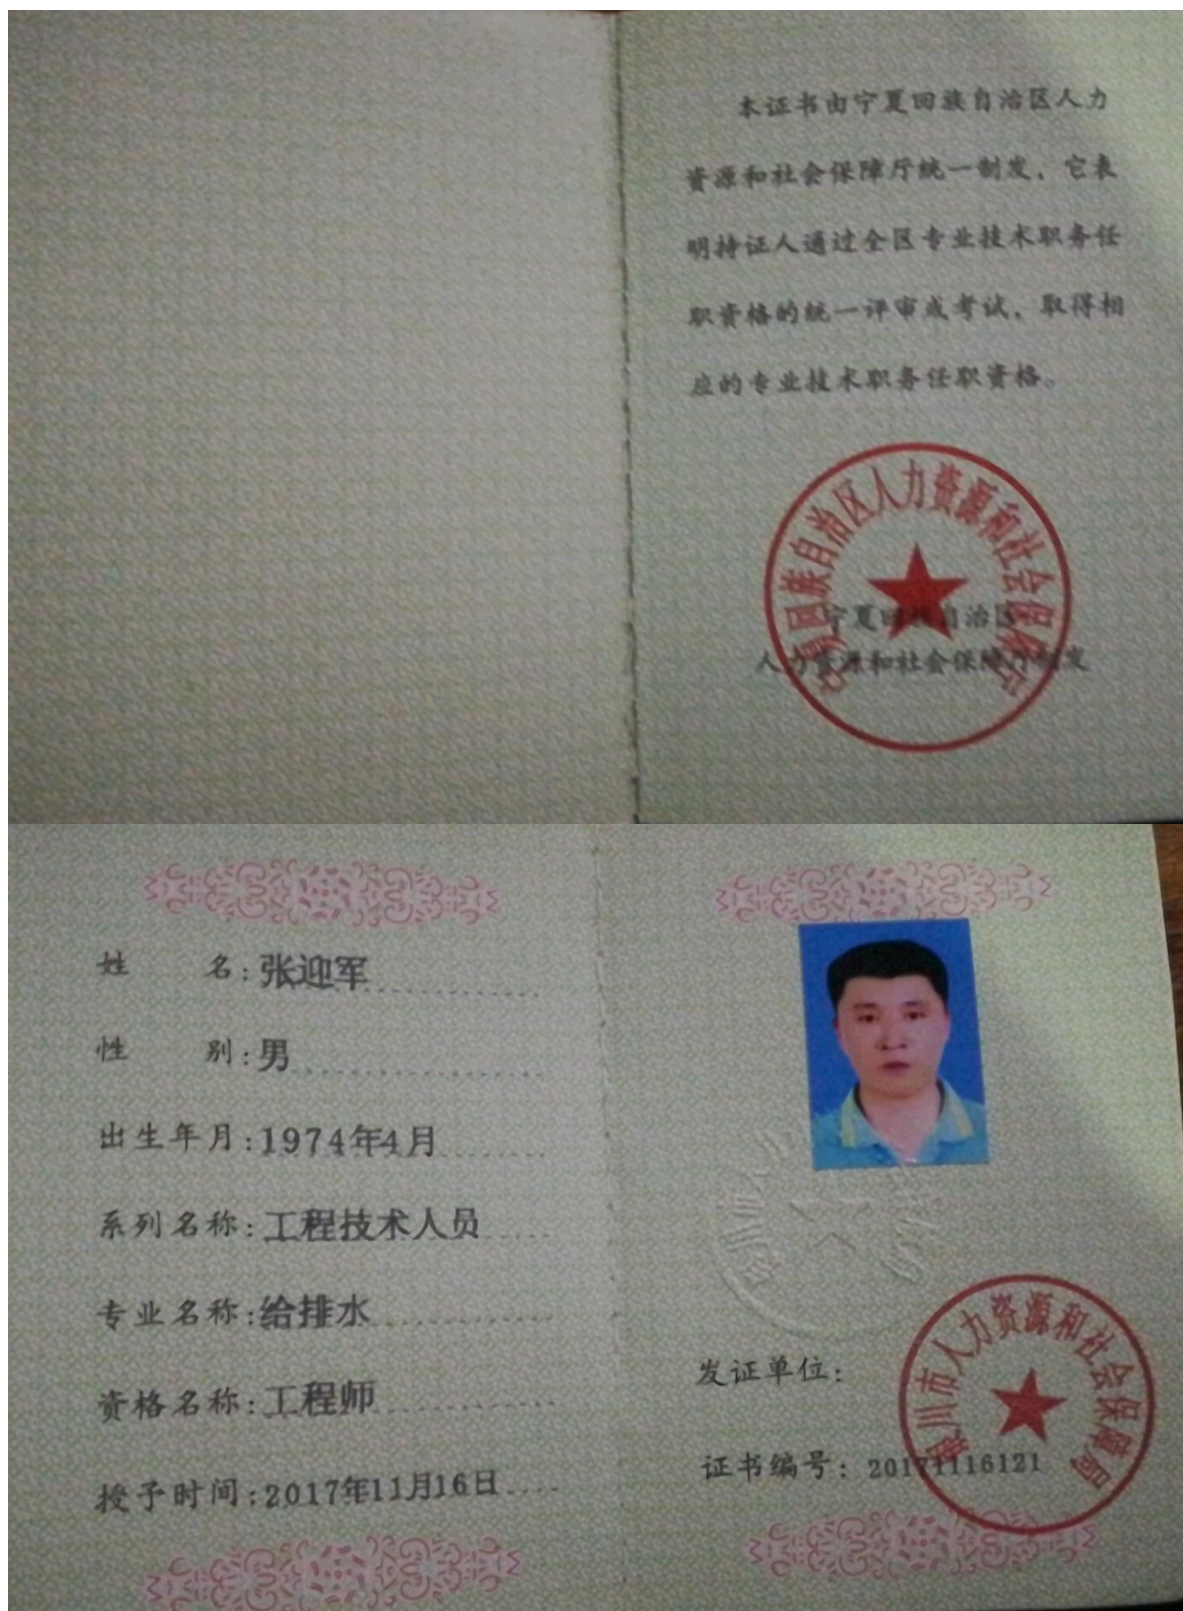 本证书由宁夏回族自治区人力
资源和社会保障厅统一制发，它表
明持证人通过全区专业技术职务任
职资格的统一评审或考试，取得相
应的专业技术职务任职资格。
宁夏回族自治区人力资源和社会保障厅
宁夏回族自治区
人力资源和社会保障厅制发
姓名：张迎军
性别：男
出生年月：1974年4月
系列名称：工程技术人员
专业名称：给排水
资格名称：工程师
授予时间：2017年11月16日
发证单位：
银川市人力资源和社会保障局
证书编号：20171116121